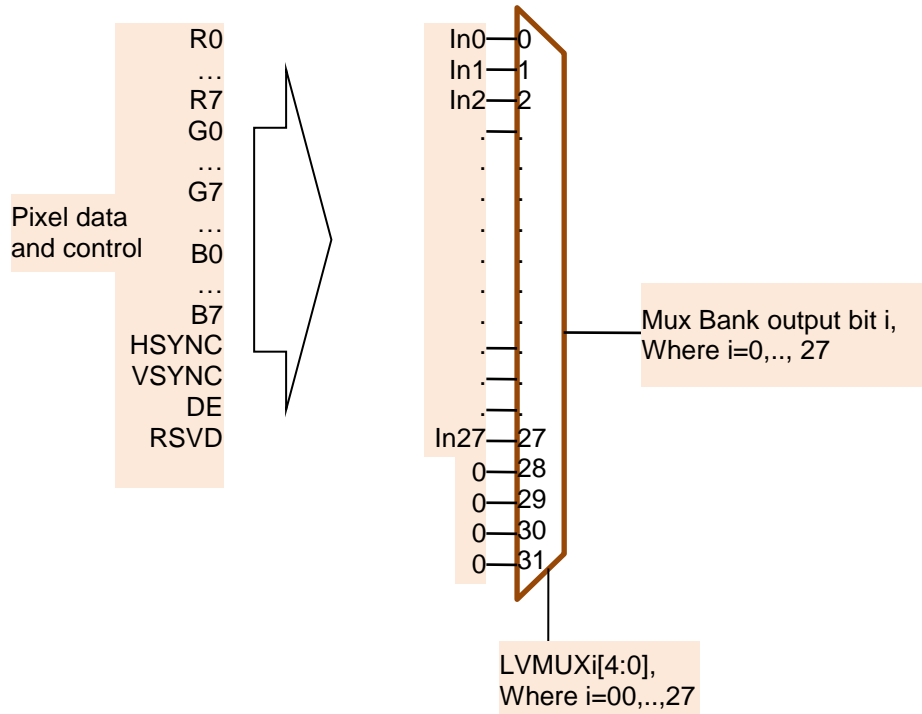 R0
…
R7
G0
…
G7
…
B0
…
B7
HSYNC
VSYNC
DE
RSVD
Pixel data
and control
In0 0
In1 1
In2 2
. .
. .
. .
. .
. .
. .
. .
. .
. .
. .
In27 27
0 28
0 29
0 30
0 31
Mux Bank output bit i,
Where i=0,.., 27
LVMUXi[4:0],
Where i=00,..,27